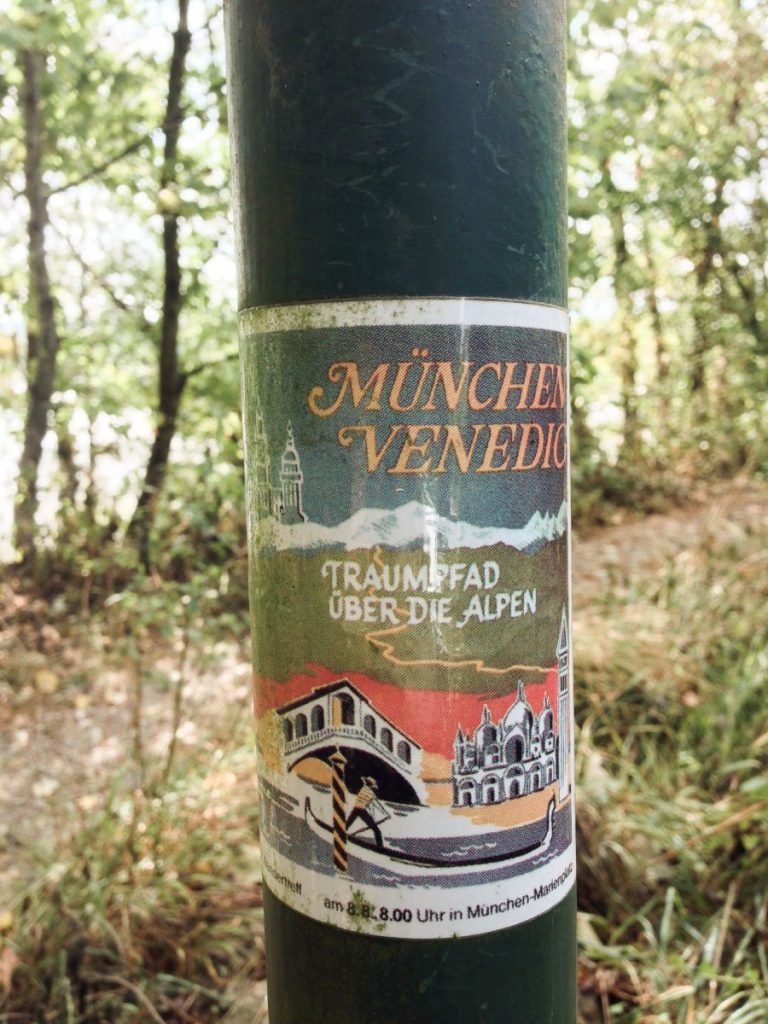 MÜNCHEN
VENEDIG
TRAUMPFAD
ÜBER DIE ALPEN
am 8.8. 8.00 Uhr in München-Marienplatz